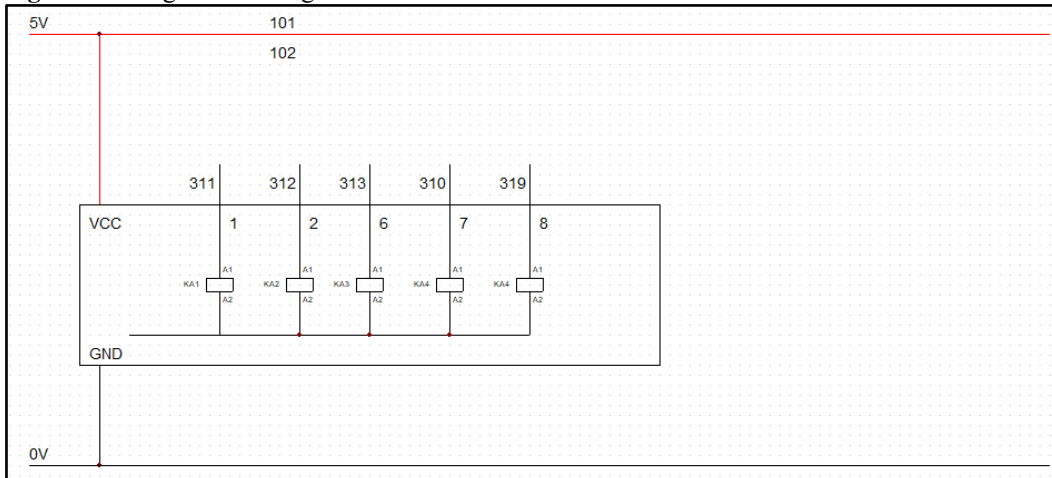 5V 101
102
311 312 313 310 319
VCC 1 2 6 7 8
A1 A1 A1 A1 A1
KA1 KA2 KA3 KA4 KA4
A2 A2 A2 A2 A2
GND
0V